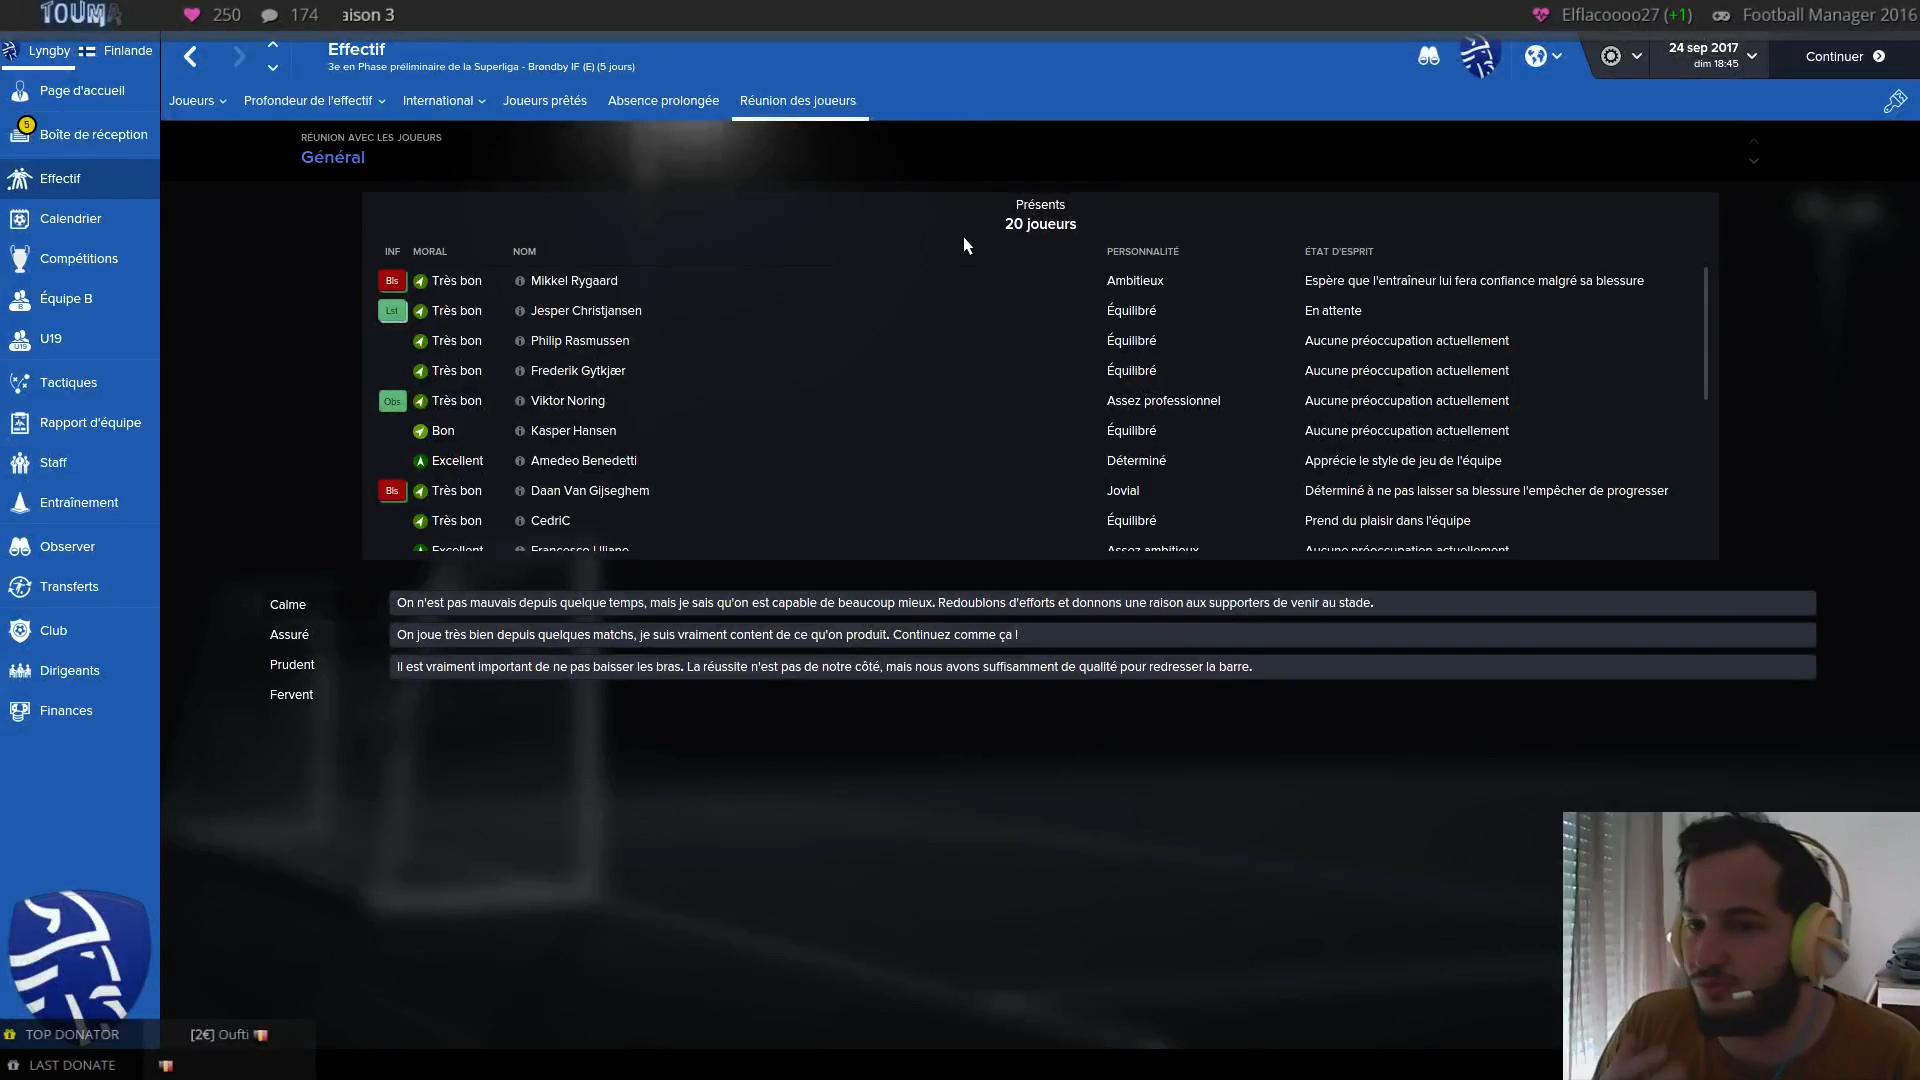 TOUMA
250
174
aison 3
Elflacoooo27 (+1)
Football Manager 2016
Lyngby
Finlande
Effectif
3e en Phase préliminaire de la Superliga - Brøndby IF (E) (5 jours)
24 sep 2017
dim 18:45
Continuer
Joueurs
Profondeur de l'effectif
International
Joueurs prêtés
Absence prolongée
Réunion des joueurs
Page d'accueil
5
Boîte de réception
Effectif
Calendrier
Compétitions
B
Équipe B
U19
U19
Tactiques
Rapport d'équipe
Staff
Entraînement
Observer
Transferts
Club
Dirigeants
Finances
RÉUNION AVEC LES JOUEURS
Général
Présents
20 joueurs
INF MORAL NOM PERSONNALITÉ ÉTAT D'ESPRIT
Bls Très bon Mikkel Rygaard Ambitieux Espère que l'entraîneur lui fera confiance malgré sa blessure
Lst Très bon Jesper Christjansen Équilibré En attente
Très bon Philip Rasmussen Équilibré Aucune préoccupation actuellement
Très bon Frederik Gytkjær Équilibré Aucune préoccupation actuellement
Obs Très bon Viktor Noring Assez professionnel Aucune préoccupation actuellement
Bon Kasper Hansen Équilibré Aucune préoccupation actuellement
Excellent Amedeo Benedetti Déterminé Apprécie le style de jeu de l'équipe
Bls Très bon Daan Van Gijseghem Jovial Déterminé à ne pas laisser sa blessure l'empêcher de progresser
Très bon CedriC Équilibré Prend du plaisir dans l'équipe
Excellent Francesco Uliano Assez ambitieux Aucune préoccupation actuellement
Calme
Assuré
Prudent
Fervent
On n'est pas mauvais depuis quelque temps, mais je sais qu'on est capable de beaucoup mieux. Redoublons d'efforts et donnons une raison aux supporters de venir au stade.
On joue très bien depuis quelques matchs, je suis vraiment content de ce qu'on produit. Continuez comme ça !
Il est vraiment important de ne pas baisser les bras. La réussite n'est pas de notre côté, mais nous avons suffisamment de qualité pour redresser la barre.
TOP DONATOR
[2€] Oufti
LAST DONATE